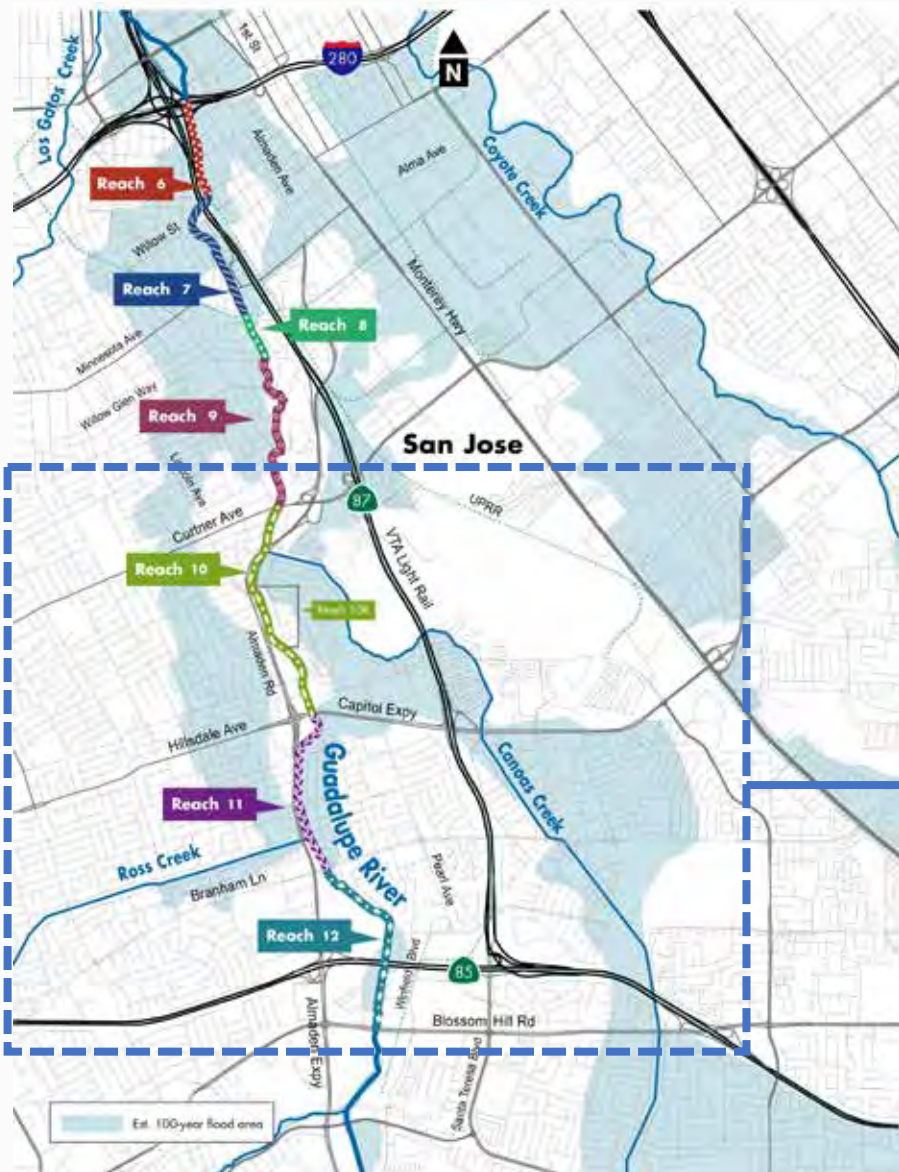 1st St
280
N
Los Gatos Creek
Almaden Ave
Alma Ave
Coyote Creek
Reach 6
Willow St
Monterey Hwy
Reach 7
Reach 8
Minnesota Ave
Willow Glen Way
Reach 9
San Jose
Lincoln Ave
87
UPRR
Curtner Ave
VTA Light Rail
Reach 10
Almaden Rd
Capitol Expy
Hillsdale Ave
Guadalupe River
Canoas Creek
Reach 11
Ross Creek
Branham Ln
Pearl Ave
Reach 12
Winfield Blvd
85
Blossom Hill Rd
Almaden Expy
Santa Teresa Blvd
Est. 100-year flood area